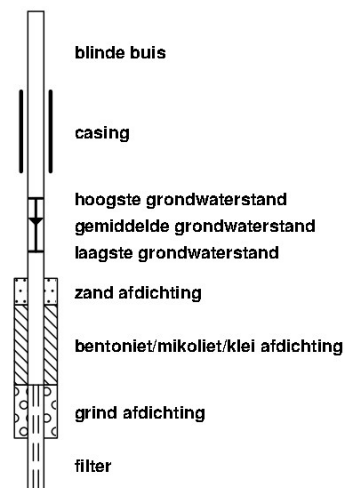 blinde buis
casing
hoogste grondwaterstand
gemiddelde grondwaterstand
laagste grondwaterstand
zand afdichting
bentoniet/mikoliet/klei afdichting
grind afdichting
filter